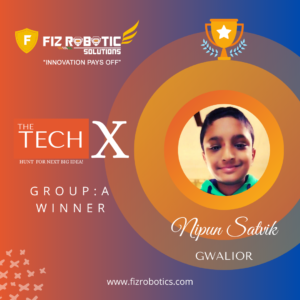 F
FIZ ROBOTIC
SOLUTIONS
"INNOVATION PAYS OFF"
THE
TECH X
HUNT FOR NEXT BIG IDEA!
GROUP:A
WINNER
Nipun Satvik
GWALIOR
www.fizrobotics.com